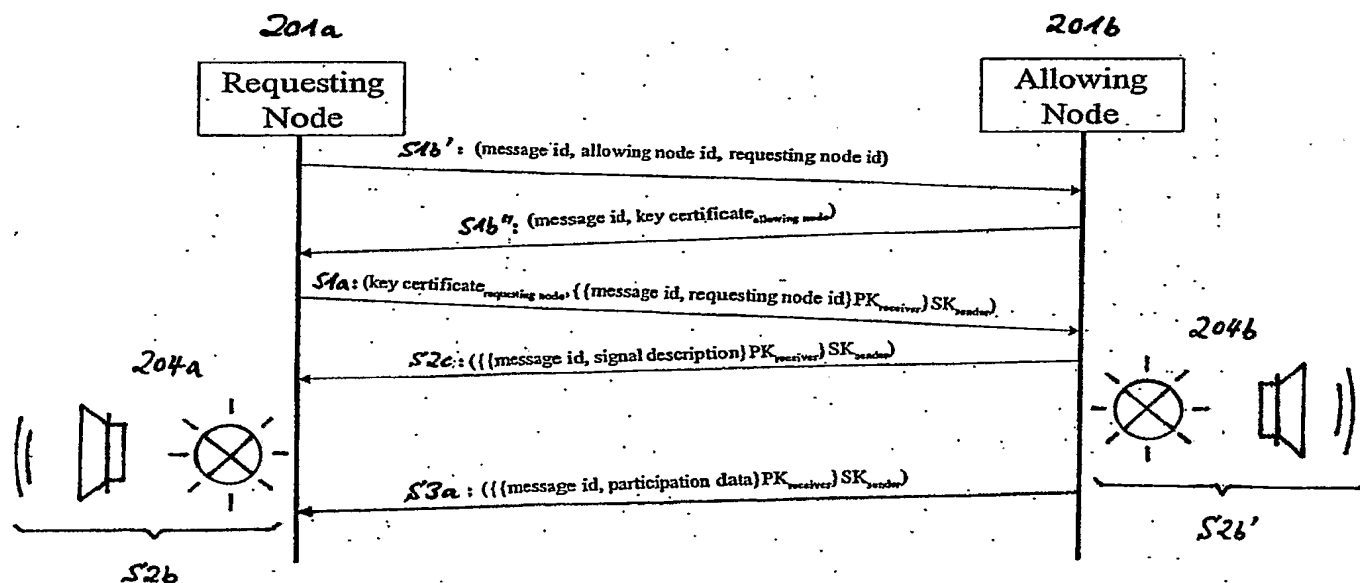 201a
201b
Requesting
Node
Allowing
Node
S1b': (message id, allowing node id, requesting node id)
S1b": (message id, key certificate allowing node)
S1a: (key certificate requesting node, {{message id, requesting node id}PK receiver}SK sender)
S2c: ({{message id, signal description}PK receiver}SK sender)
204a
204b
S3a: ({{message id, participation data}PK receiver}SK sender)
S2b
S2b'